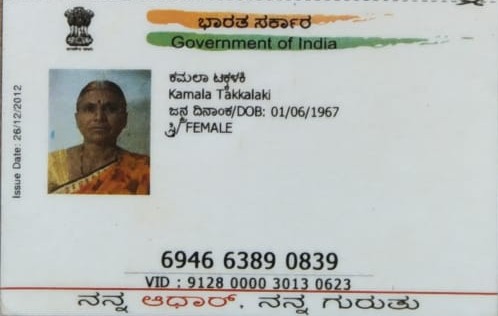 ಭಾರತ ಸರ್ಕಾರ
Government of India
ಕಮಲಾ ಟಕ್ಕಳಕಿ
Kamala Takkalaki
ಜನ್ಮ ದಿನಾಂಕ/DOB: 01/06/1967
ಸ್ತ್ರೀ/ FEMALE
Issue Date: 26/12/2012
6946 6389 0839
VID : 9128 0000 3013 0623
ನನ್ನ ಆಧಾರ್, ನನ್ನ ಗುರುತು